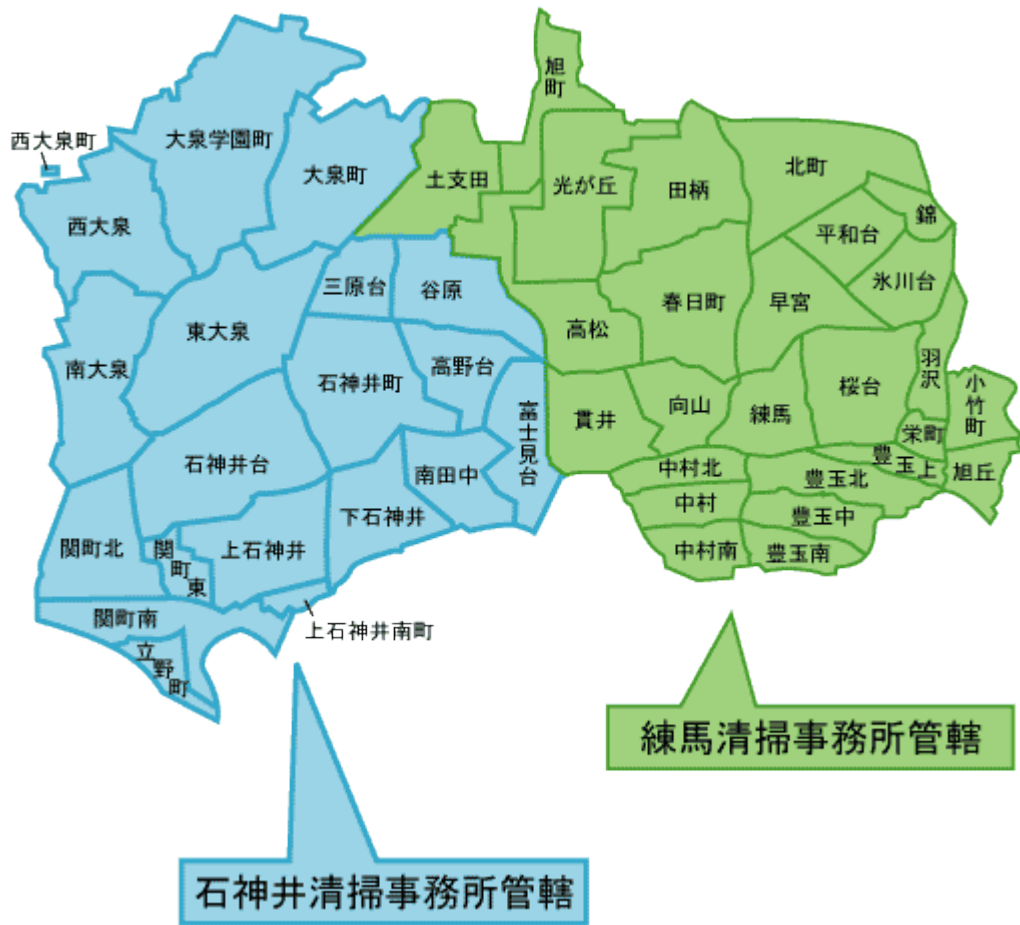 西大泉町
大泉学園町
大泉町
西大泉
南大泉
東大泉
三原台
谷原
石神井町
高野台
富士見台
石神井台
南田中
下石神井
上石神井
関町北
関町東
関町南
立野町
上石神井南町
石神井清掃事務所管轄
旭町
土支田
光が丘
田柄
北町
錦
平和台
氷川台
高松
春日町
早宮
羽沢
小竹町
桜台
貫井
向山
練馬
栄町
豊玉上
旭丘
中村北
豊玉北
中村
豊玉中
中村南
豊玉南
練馬清掃事務所管轄